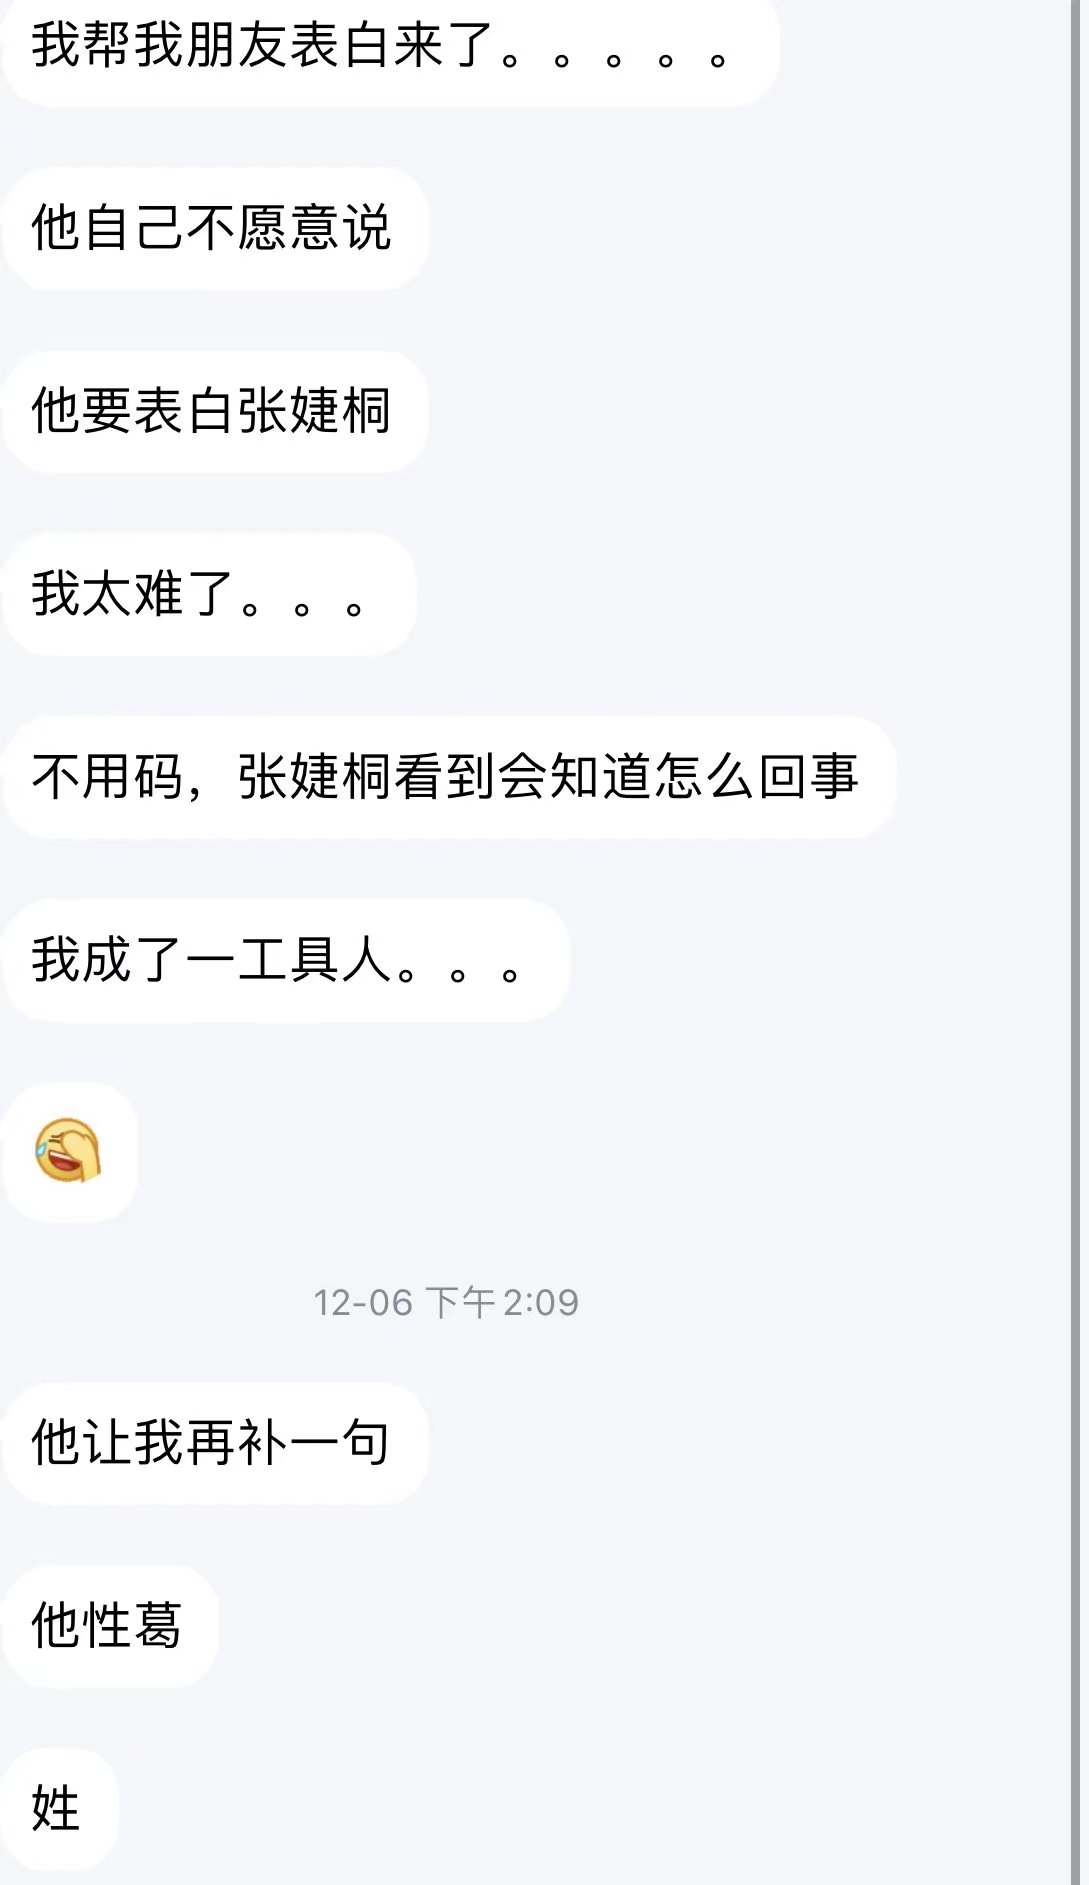 我帮我朋友表白来了。。。。。
他自己不愿意说
他要表白张婕桐
我太难了。。。
不用码，张婕桐看到会知道怎么回事
我成了一工具人。。。
12-06 下午2:09
他让我再补一句
他性葛
姓